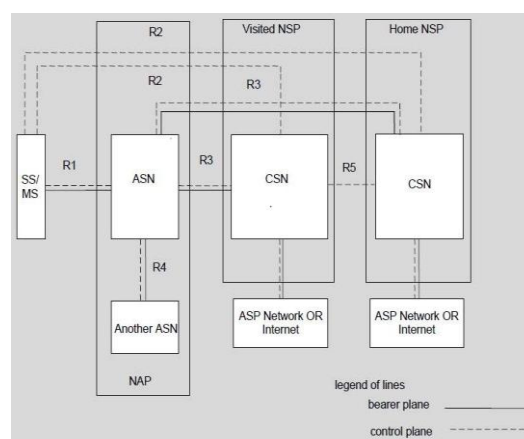 R2
Visited NSP
Home NSP
R2
R3
R1
R3
R5
SS/
MS
ASN
CSN
CSN
R4
Another ASN
ASP Network OR
Internet
ASP Network OR
Internet
NAP
legend of lines
bearer plane
control plane